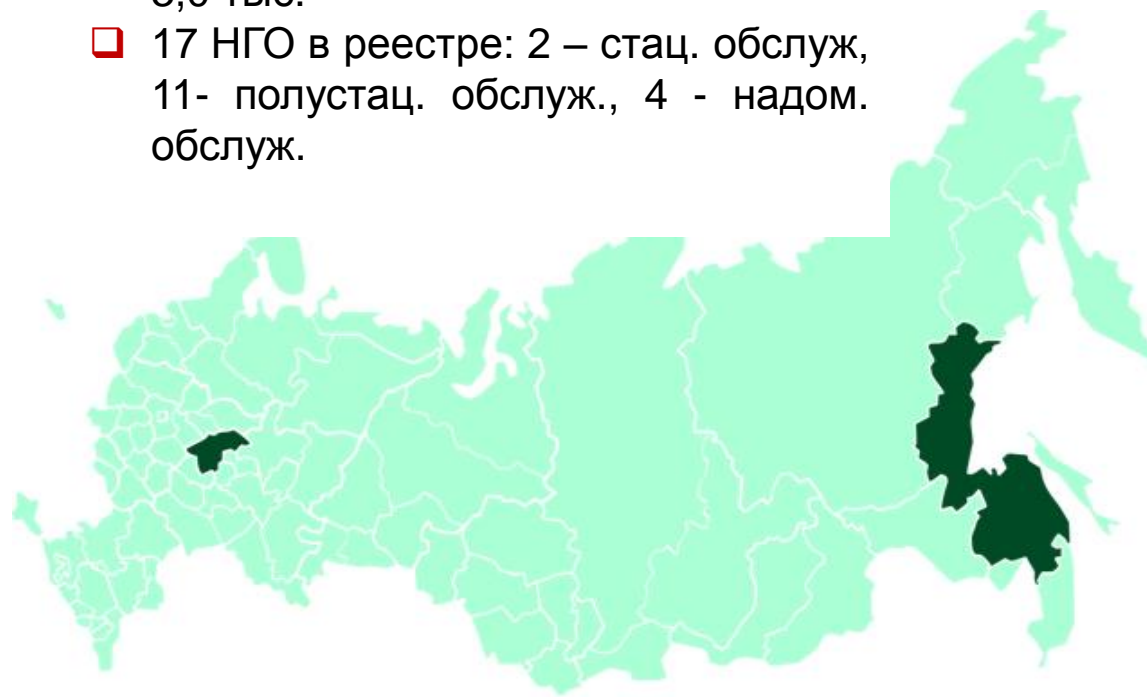 17 НГО в реестре: 2 – стац. обслуж,
11- полустац. обслуж., 4 - надом.
обслуж.